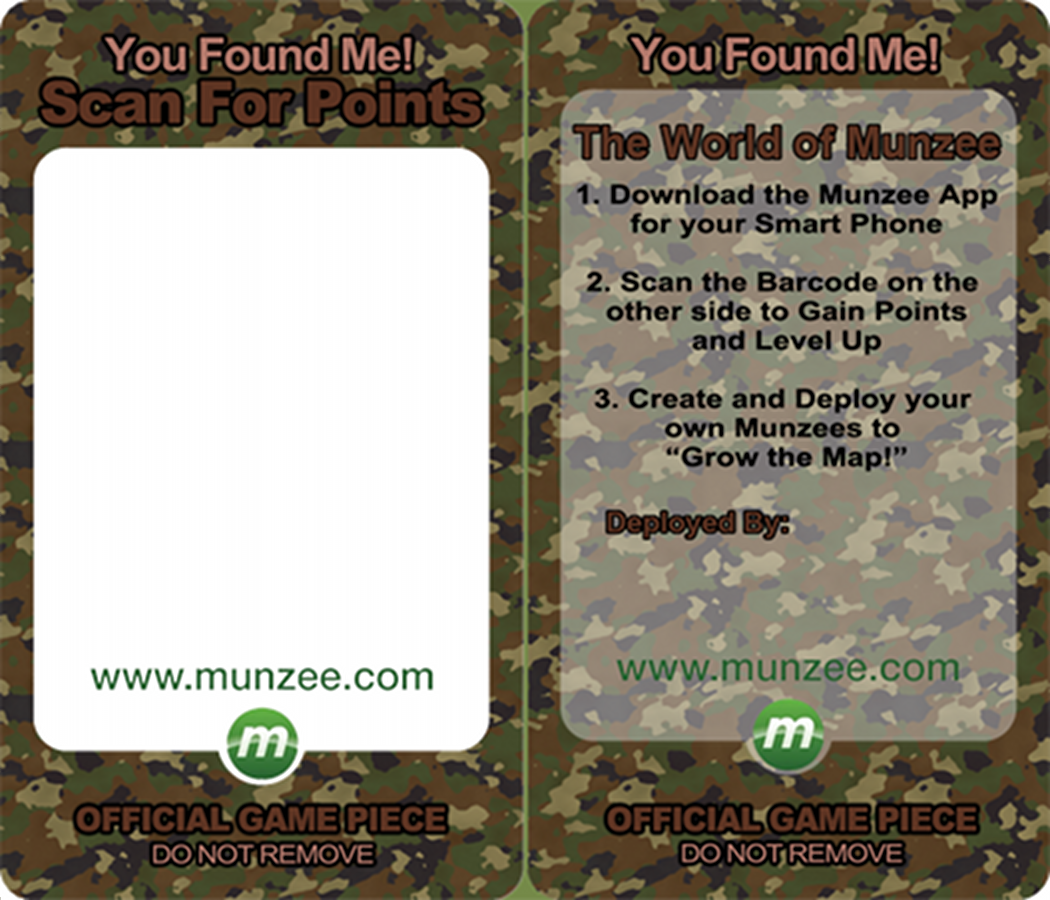 You Found Me!
Scan For Points
www.munzee.com
m
OFFICIAL GAME PIECE
DO NOT REMOVE
You Found Me!
The World of Munzee
1. Download the Munzee App
for your Smart Phone
2. Scan the Barcode on the
other side to Gain Points
and Level Up
3. Create and Deploy your
own Munzees to
“Grow the Map!”
Deployed By:
www.munzee.com
m
OFFICIAL GAME PIECE
DO NOT REMOVE